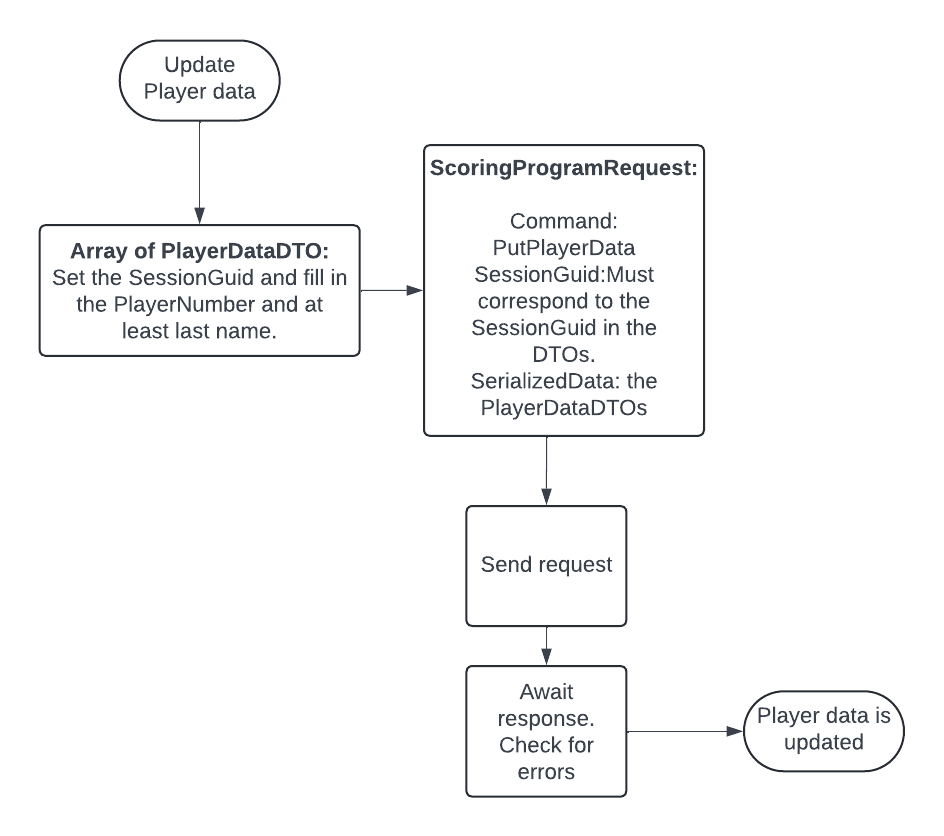 Update
Player data
Array of PlayerDataDTO:
Set the SessionGuid and fill in
the PlayerNumber and at
least last name.
ScoringProgramRequest:
Command:
PutPlayerData
SessionGuid:Must
correspond to the
SessionGuid in the
DTOs.
SerializedData: the
PlayerDataDTOs
Send request
Await
response.
Check for
errors
Player data is
updated